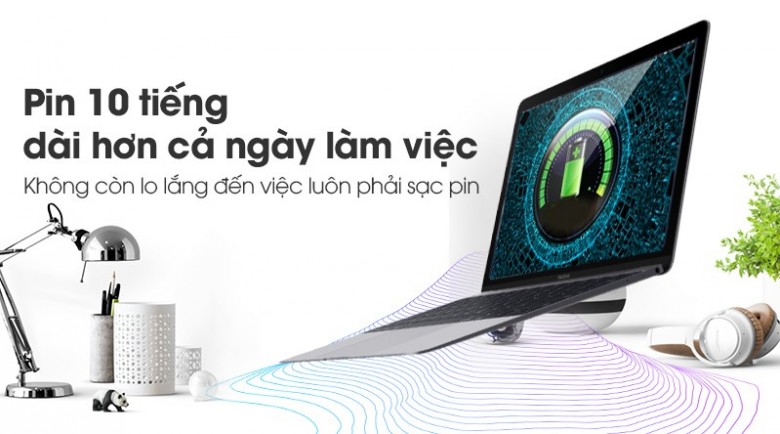 Pin 10 tiếng
dài hơn cả ngày làm việc
Không còn lo lắng đến việc luôn phải sạc pin